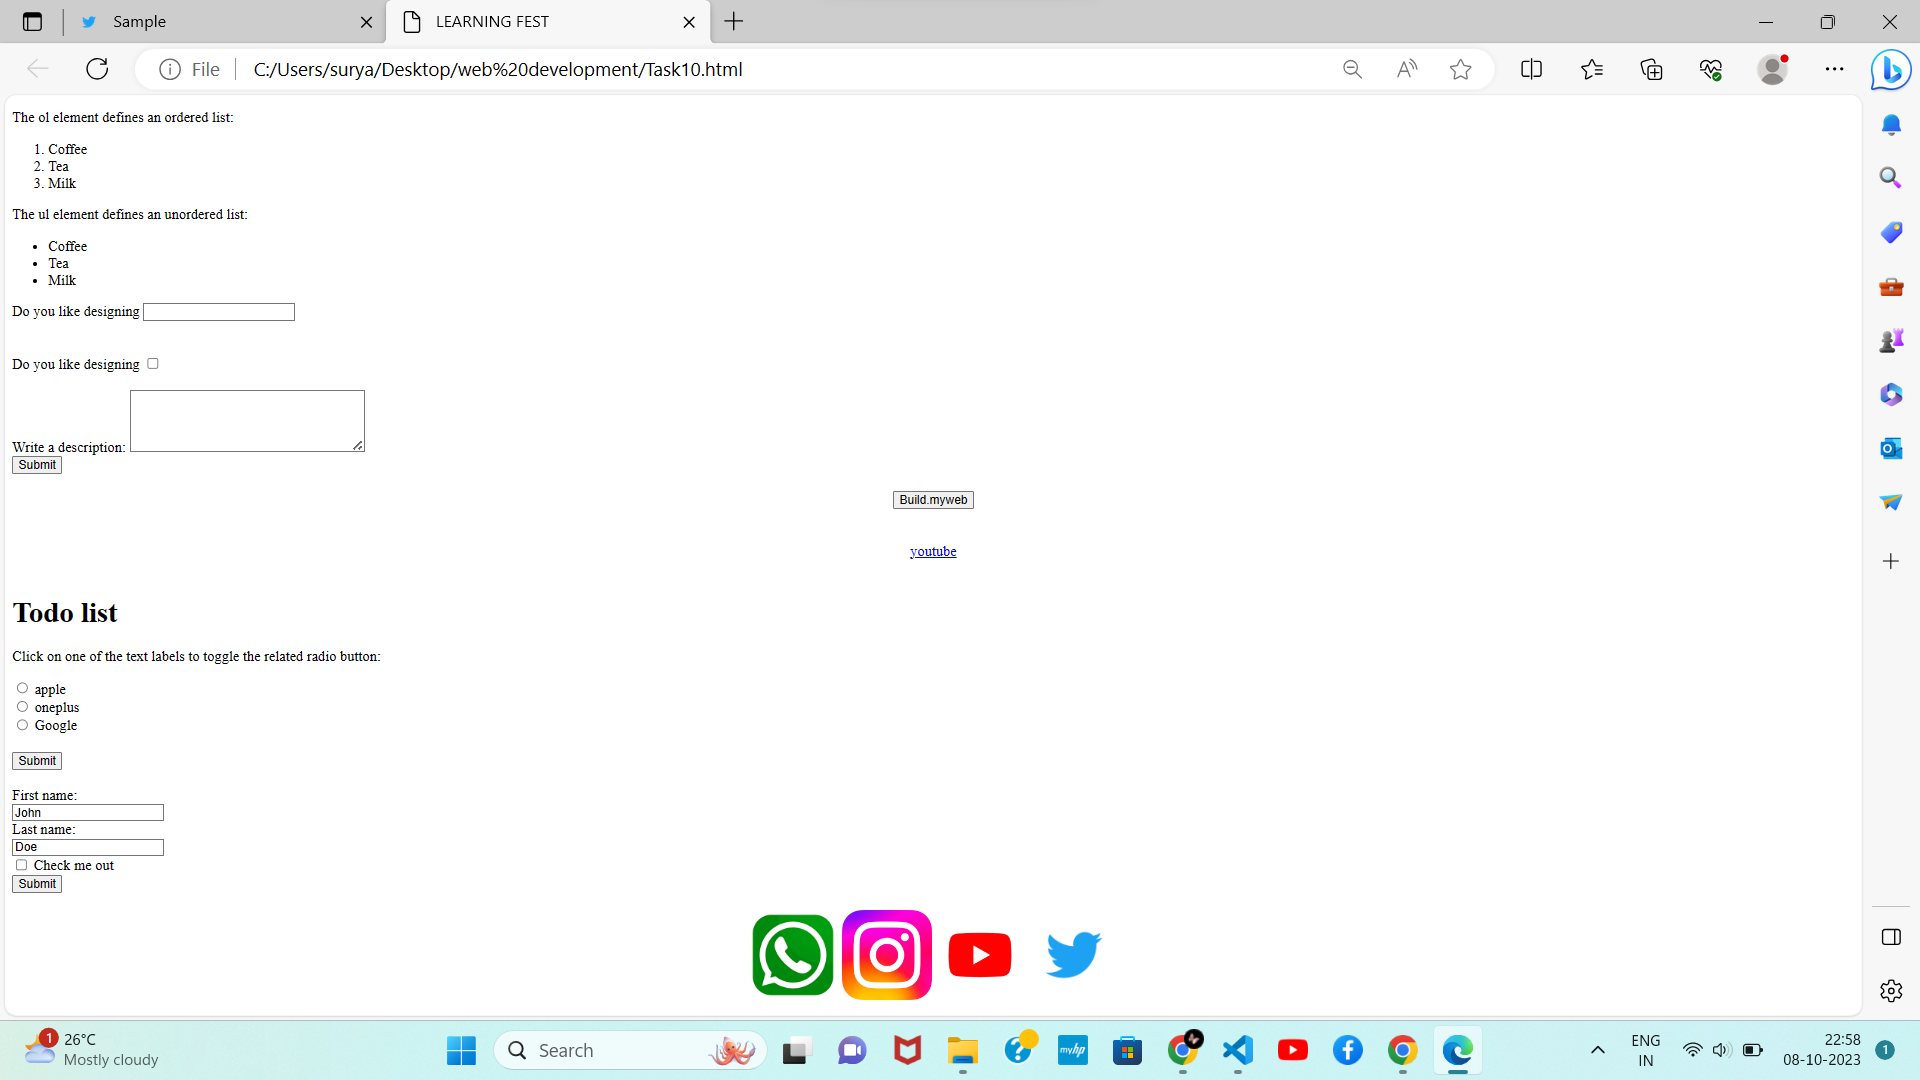 Sample
LEARNING FEST
File
C:/Users/surya/Desktop/web%20development/Task10.html
The ol element defines an ordered list:
1. Coffee
2. Tea
3. Milk
The ul element defines an unordered list:
• Coffee
• Tea
• Milk
Do you like designing
Do you like designing
Write a description:
Submit
Build.myweb
youtube
Todo list
Click on one of the text labels to toggle the related radio button:
apple
oneplus
Google
Submit
First name:
John
Last name:
Doe
Check me out
Submit
1
26°C
Mostly cloudy
Search
myhp
ENG
IN
22:58
08-10-2023
1